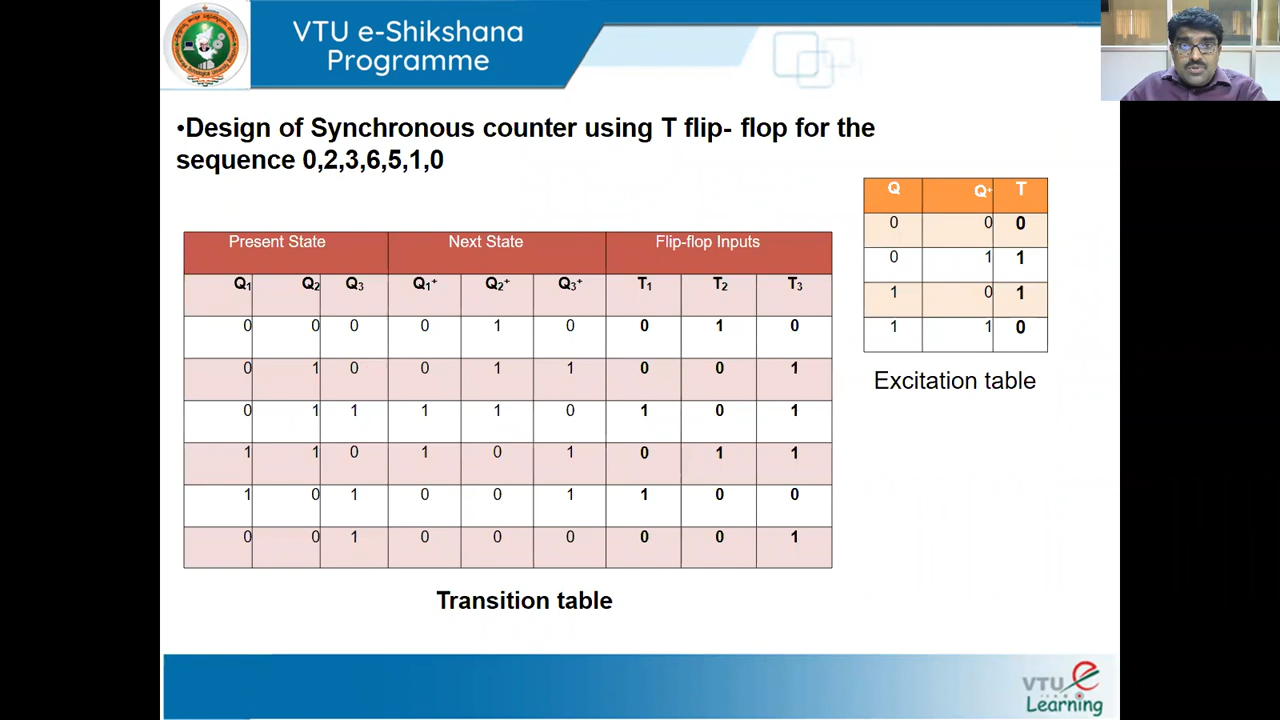 VTU e-Shikshana
Programme
•Design of Synchronous counter using T flip- flop for the
sequence 0,2,3,6,5,1,0
Q Q+ T
0 0 0
0 1 1
1 0 1
1 1 0
Excitation table
Present State Next State Flip-flop Inputs
Q1 Q2 Q3 Q1+ Q2+ Q3+ T1 T2 T3
0 0 0 0 1 0 0 1 0
0 1 0 0 1 1 0 0 1
0 1 1 1 1 0 1 0 1
1 1 0 1 0 1 0 1 1
1 0 1 0 0 1 1 0 0
0 0 1 0 0 0 0 0 1
Transition table
VTU e
Learning